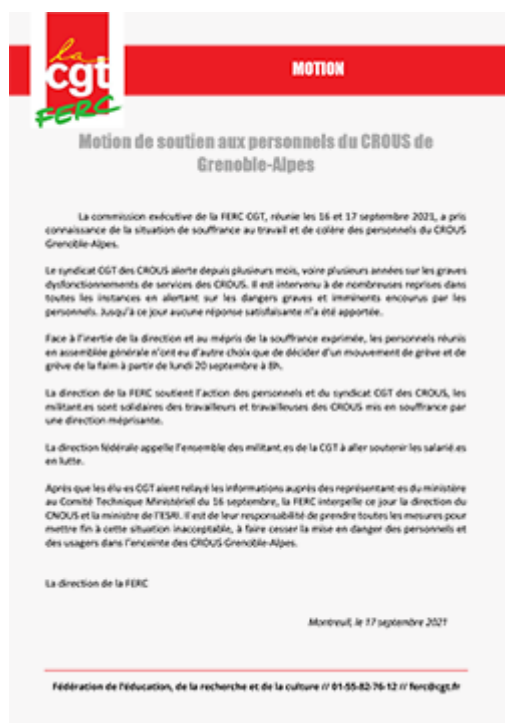 la
cgt
FERC
MOTION
Motion de soutien aux personnels du CROUS de
Grenoble-Alpes
La commission exécutive de la FERC CGT, réunie les 16 et 17 septembre 2021, a pris
connaissance de la situation de souffrance au travail et de colère des personnels du CROUS
Grenoble-Alpes.
Le syndicat CGT des CROUS alerte depuis plusieurs mois, voire plusieurs années sur les graves
dysfonctionnements de services des CROUS. Il est intervenu à de nombreuses reprises dans
toutes les instances en alertant sur les dangers graves et imminents encourus par les
personnels. Jusqu'à ce jour aucune réponse satisfaisante n'a été apportée.
Face à l'inertie de la direction et au mépris de la souffrance exprimée, les personnels réunis
en assemblée générale n'ont eu d'autre choix que de décider d'un mouvement de grève et de
grève de la faim à partir de lundi 20 septembre à 8h.
La direction de la FERC soutient l'action des personnels et du syndicat CGT des CROUS, les
militant.es sont solidaires des travailleurs et travailleuses des CROUS mis en souffrance par
une direction méprisante.
La direction fédérale appelle l'ensemble des militant.es de la CGT à aller soutenir les salarié.es
en lutte.
Après que les élu·es CGT aient relayé les informations auprès des représentant·es du ministère
au Comité Technique Ministériel du 16 septembre, la FERC interpelle ce jour la direction du
CNOUS et la ministre de l'ESRI. Il est de leur responsabilité de prendre toutes les mesures pour
mettre fin à cette situation inacceptable, à faire cesser la mise en danger des personnels et
des usagers dans l'enceinte des CROUS Grenoble-Alpes.
La direction de la FERC
Montreuil, le 17 septembre 2021
Fédération de l'éducation, de la recherche et de la culture // 01-55-82-76-12 // ferc@cgt.fr